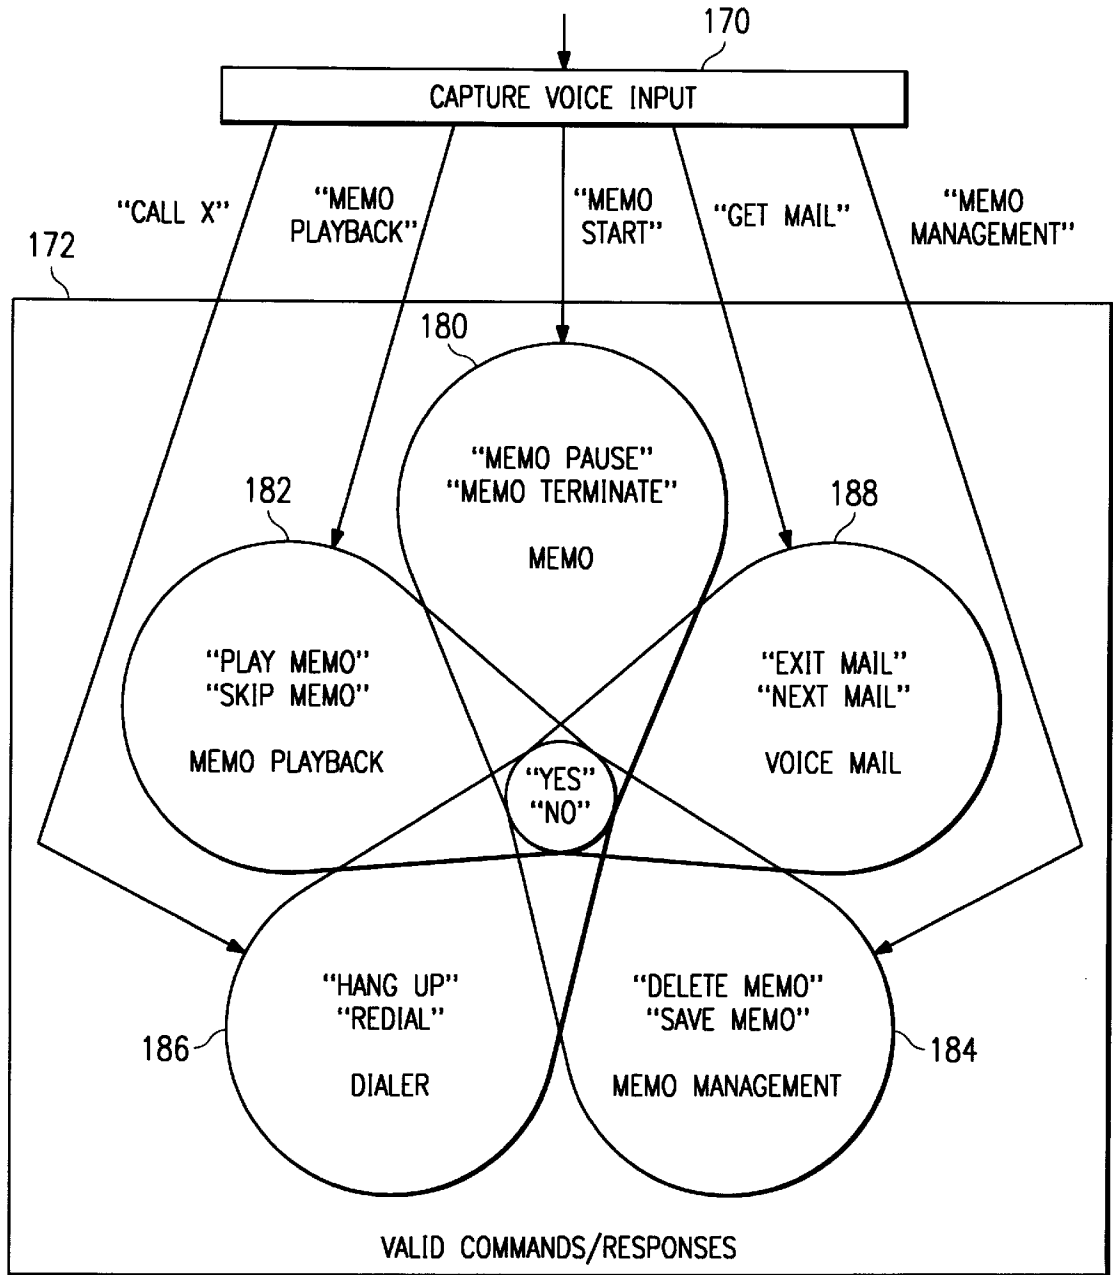 170
CAPTURE VOICE INPUT
“CALL X”
“MEMO
PLAYBACK”
“MEMO
START”
“GET MAIL”
“MEMO
MANAGEMENT”
172
180
“MEMO PAUSE”
“MEMO TERMINATE”
MEMO
182
“PLAY MEMO”
“SKIP MEMO”
MEMO PLAYBACK
188
“EXIT MAIL”
“NEXT MAIL”
VOICE MAIL
“YES”
“NO”
186
“HANG UP”
“REDIAL”
DIALER
“DELETE MEMO”
“SAVE MEMO”
MEMO MANAGEMENT
184
VALID COMMANDS/RESPONSES